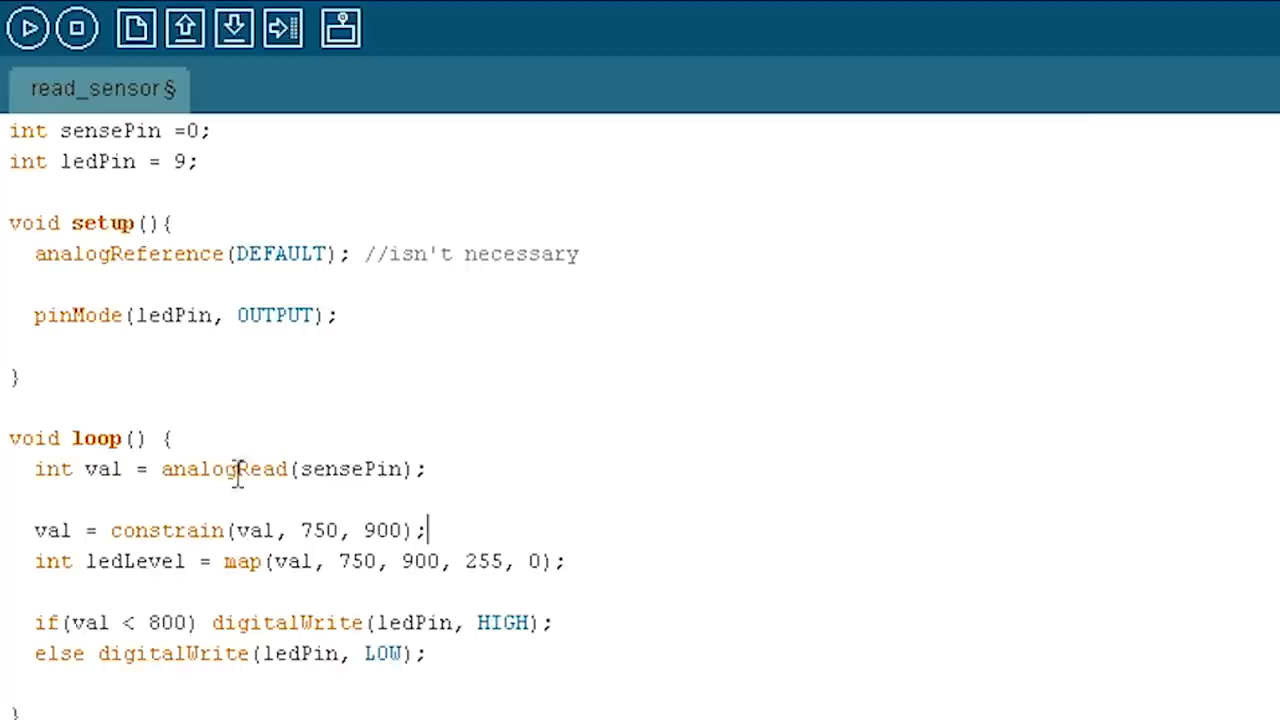 read_sensor §
int sensePin =0;
int ledPin = 9;
void setup(){
analogReference(DEFAULT); //isn't necessary
pinMode(ledPin, OUTPUT);
}
void loop() {
int val = analogRead(sensePin);
val = constrain(val, 750, 900);
int ledLevel = map(val, 750, 900, 255, 0);
if(val < 800) digitalWrite(ledPin, HIGH);
else digitalWrite(ledPin, LOW);
}